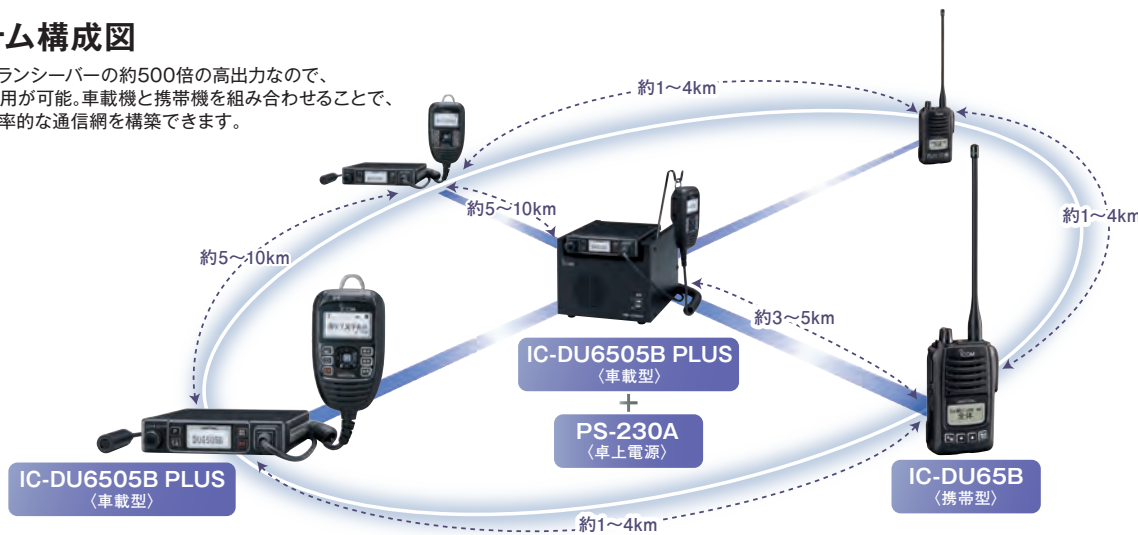 ム構成図
ランシーバーの約500倍の高出力なので、
用が可能。車載機と携帯機を組み合わせることで、
率的な通信網を構築できます。
約1～4km
約5～10km
約1～4km
約5～10km
約3～5km
IC-DU6505B PLUS
〈車載型〉
+
PS-230A
〈卓上電源〉
ICOM
全体
DU6505B
IC-DU6505B PLUS
〈車載型〉
IC-DU65B
〈携帯型〉
約1～4km